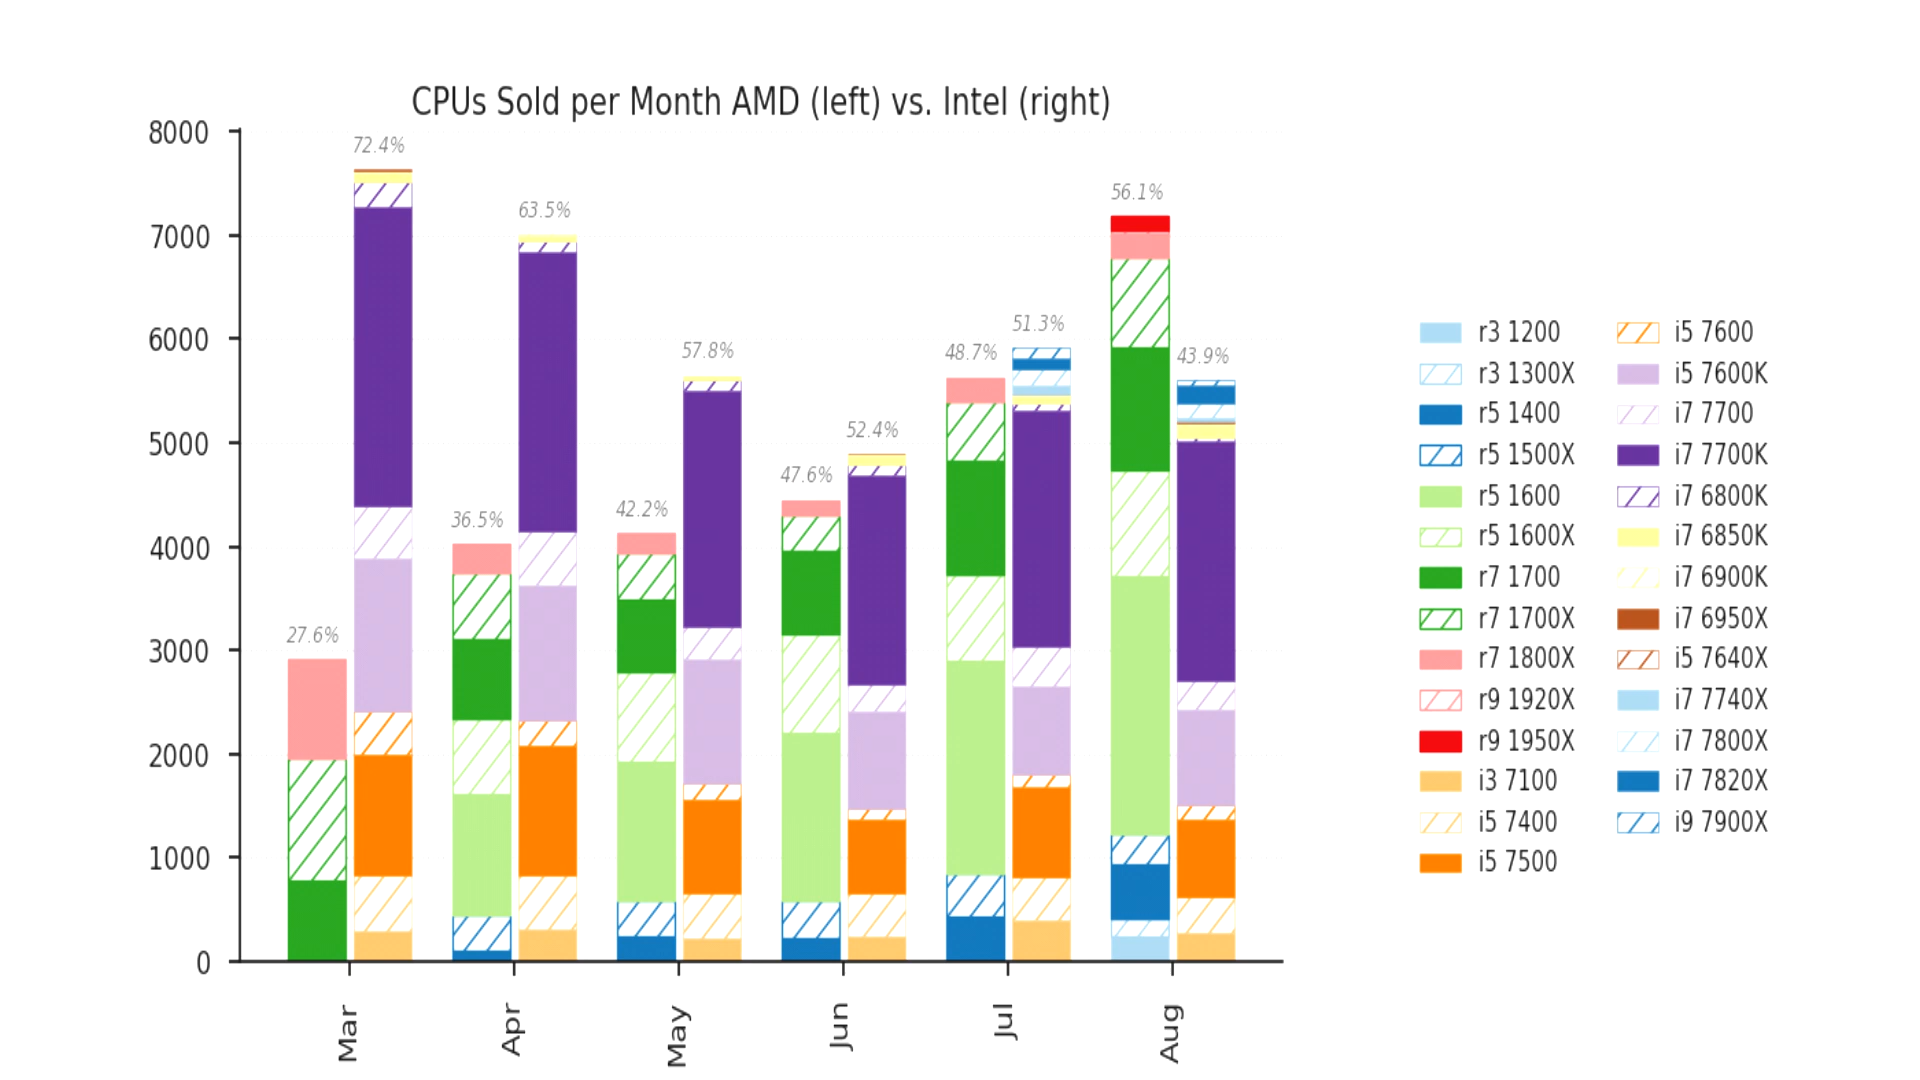 CPUs Sold per Month AMD (left) vs. Intel (right)
8000
7000
6000
5000
4000
3000
2000
1000
0
27.6%
72.4%
36.5%
63.5%
42.2%
57.8%
47.6%
52.4%
48.7%
51.3%
56.1%
43.9%
Mar
Apr
May
Jun
Jul
Aug
r3 1200
r3 1300X
r5 1400
r5 1500X
r5 1600
r5 1600X
r7 1700
r7 1700X
r7 1800X
r9 1920X
r9 1950X
i3 7100
i5 7400
i5 7500
i5 7600
i5 7600K
i7 7700
i7 7700K
i7 6800K
i7 6850K
i7 6900K
i7 6950X
i5 7640X
i7 7740X
i7 7800X
i7 7820X
i9 7900X